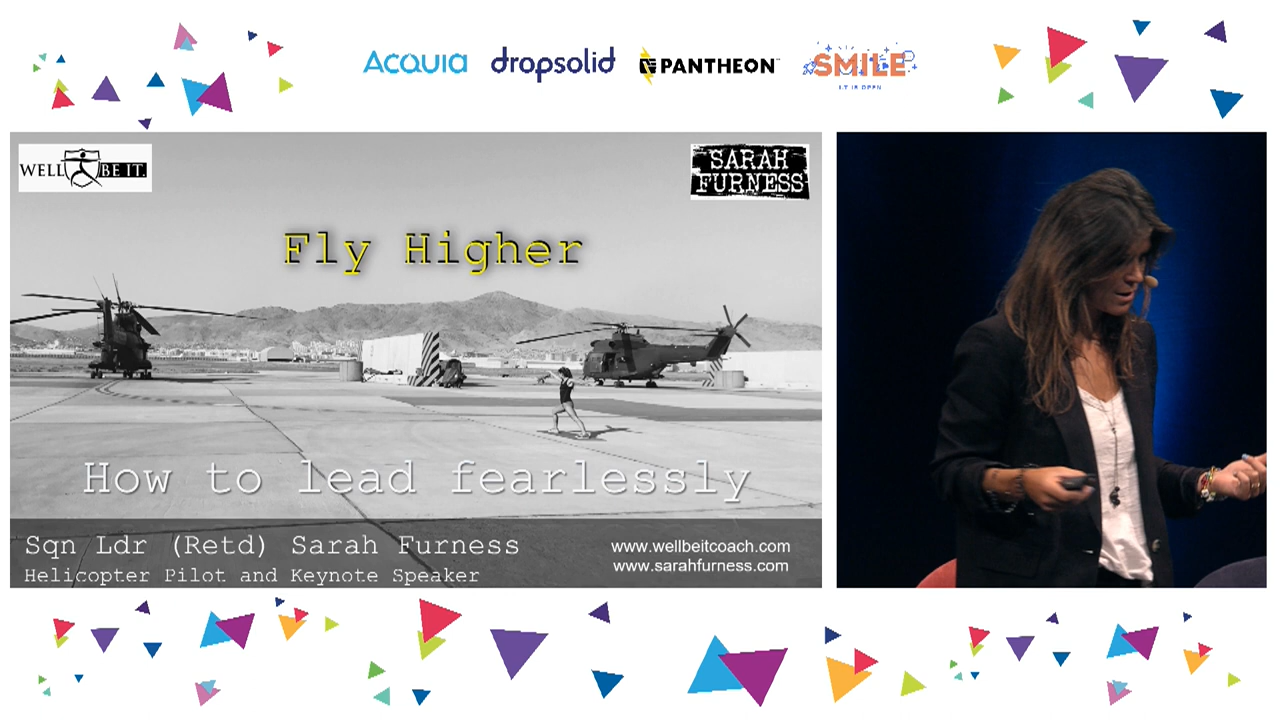 ACQUIA
dropsolid
PANTHEON
SMILE
I.T IS OPEN
WELL BE IT.
SARAH
FURNESS
Fly Higher
How to lead fearlessly
Sqn Ldr (Retd) Sarah Furness
Helicopter Pilot and Keynote Speaker
www.wellbeitcoach.com
www.sarahfurness.com